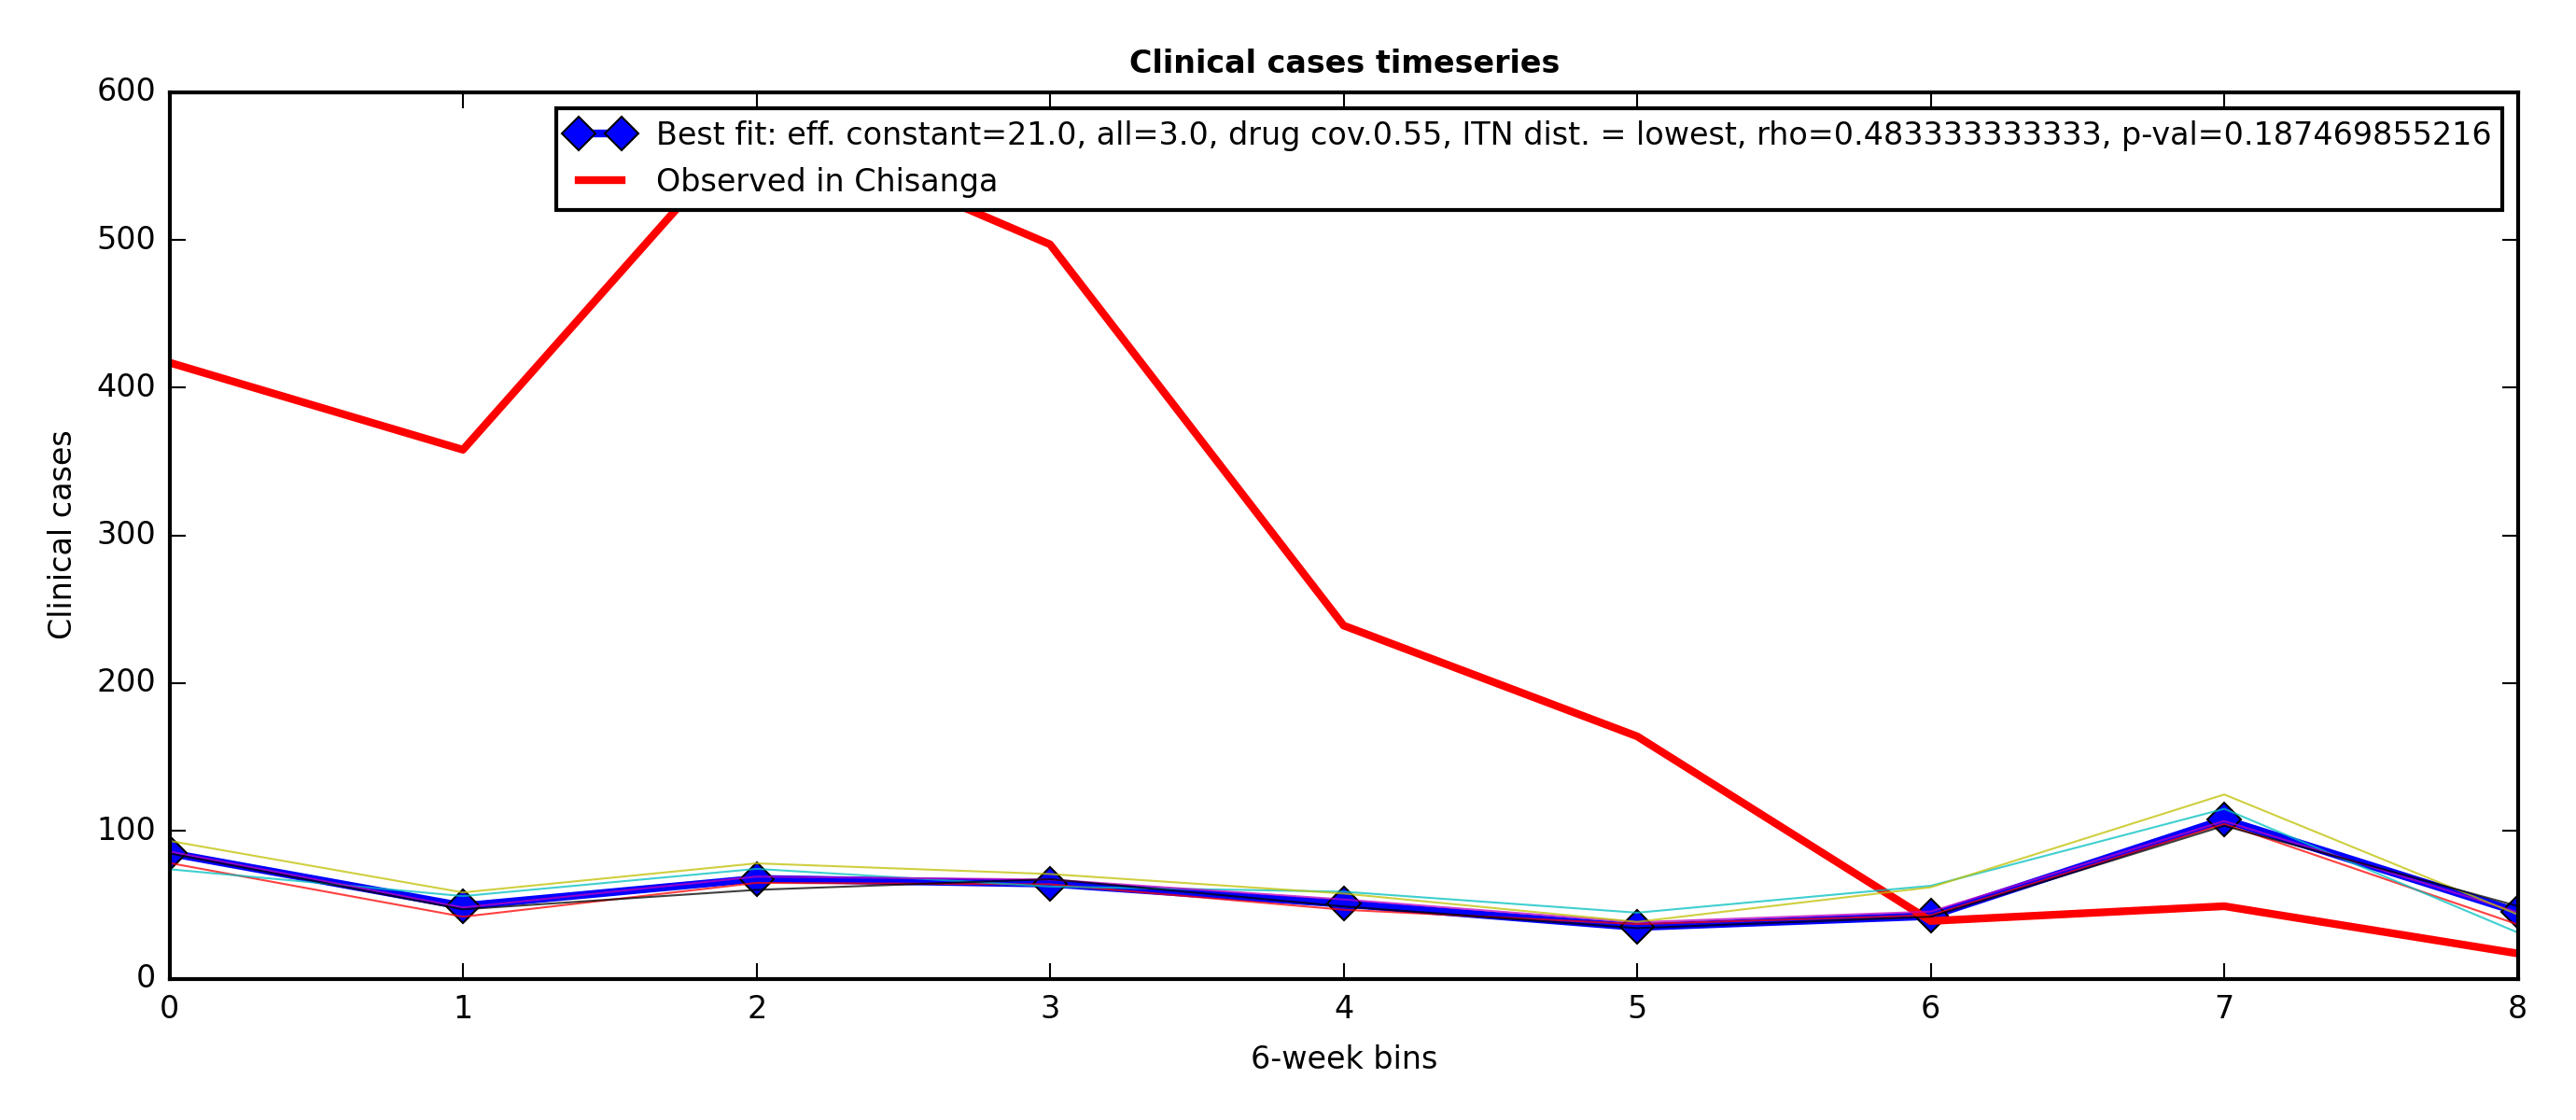 Clinical cases timeseries
600
500
400
300
200
100
0
Clinical cases
Best fit: eff. constant=21.0, all=3.0, drug cov.0.55, ITN dist. = lowest, rho=0.483333333333, p-val=0.187469855216
Observed in Chisanga
0 1 2 3 4 5 6 7 8
6-week bins